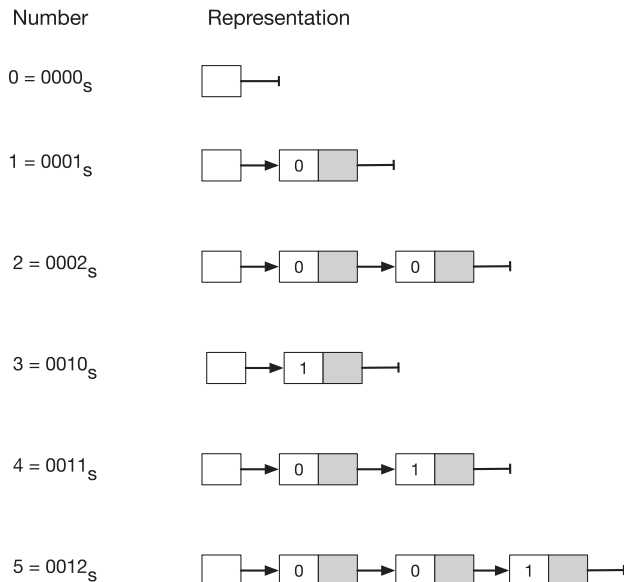 Number Representation
0 = 0000s
1 = 0001s
0
2 = 0002s
0 0
3 = 0010s
1
4 = 0011s
0 1
5 = 0012s
0 0 1